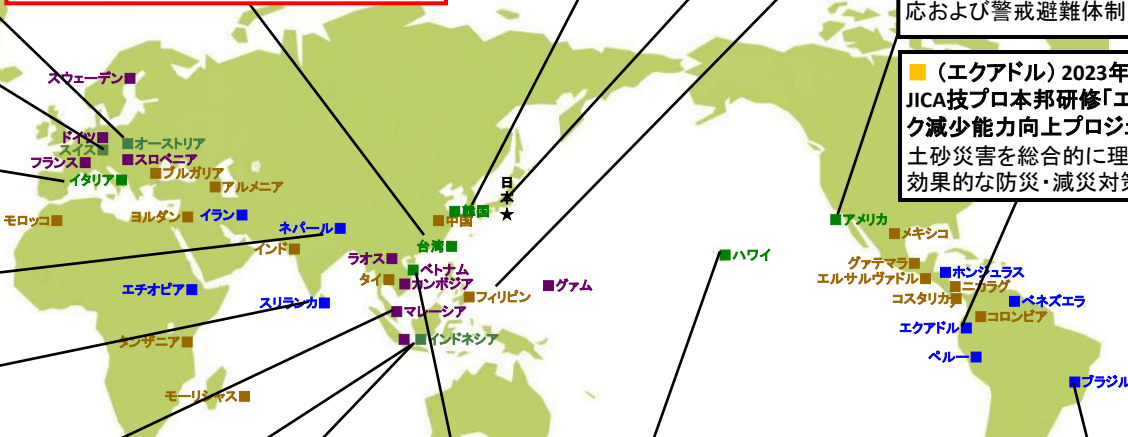 応および警戒避難体制
■（エクアドル）2023年
JICA技プロ本邦研修「エ
ク減少能力向上プロジェ
土砂災害を総合的に理
効果的な防災・減災対策
スウェーデン■
ドイツ■
スイス■
■オーストリア
フランス■
■スロベニア
■ブルガリア
イタリア■
■アルメニア
モロッコ■
ヨルダン■
イラン■
ネパール■
インド■
日本★
■韓国
■中国
台湾■
ラオス■
■ベトナム
タイ■
■カンボジア
■フィリピン
■グァム
エチオピア■
スリランカ■
■マレーシア
タンザニア■
■■インドネシア
モーリシャス■
■ハワイ
■アメリカ
■メキシコ
グァテマラ■
■ホンジュラス
エルサルヴァドル■
■ニカラグ
コスタリカ■
■ベネズエラ
■コロンビア
エクアドル■
ペルー■
■ブラジル